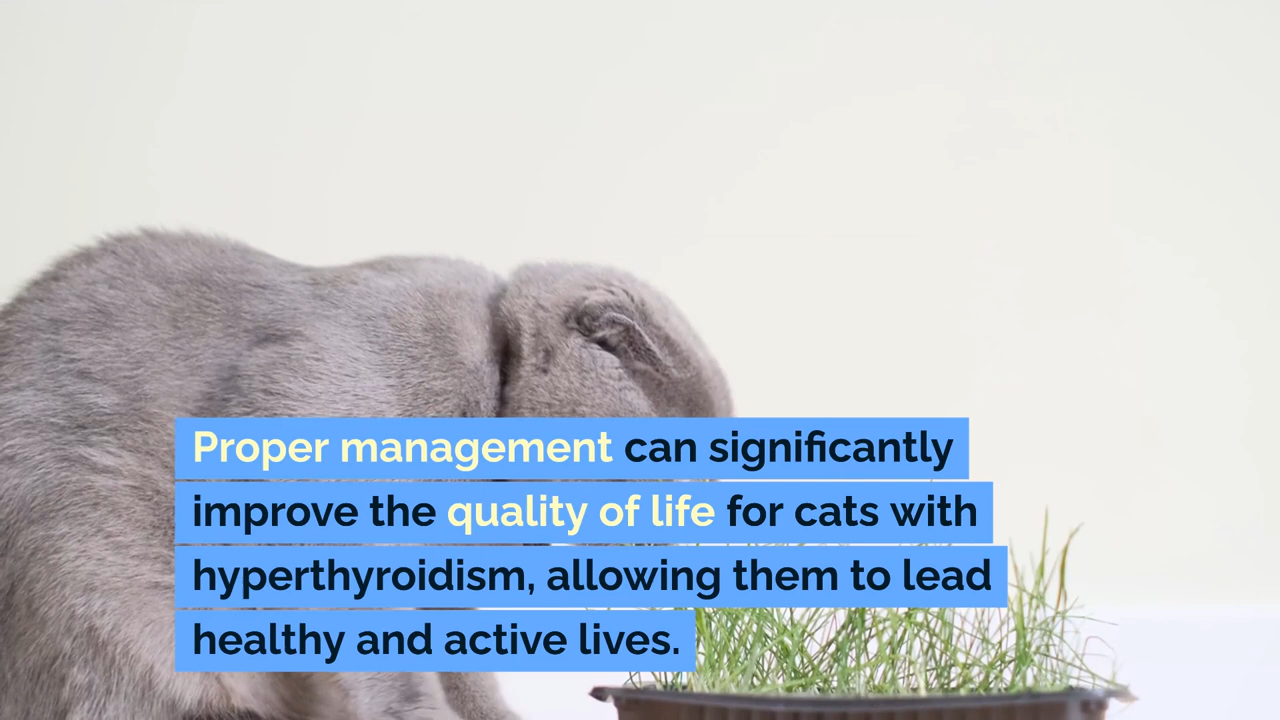 Proper management can significantly
improve the quality of life for cats with
hyperthyroidism, allowing them to lead
healthy and active lives.